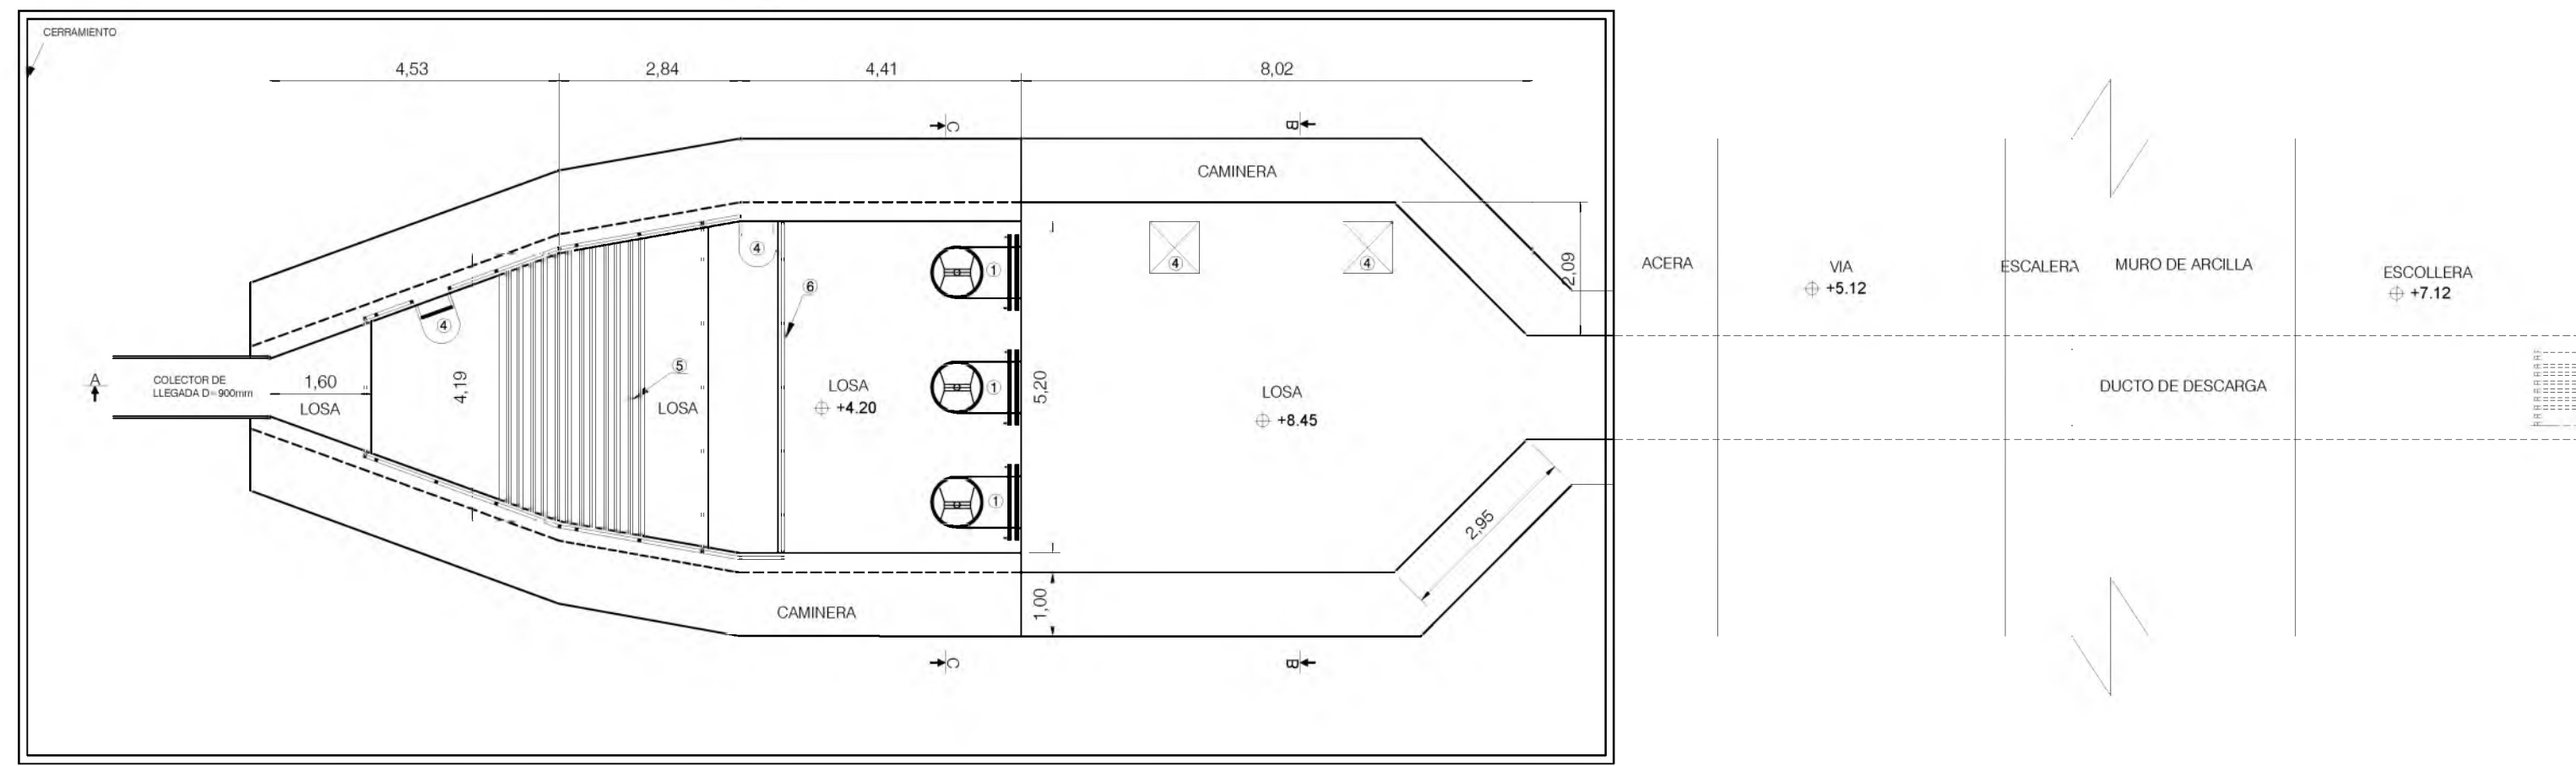 CERRAMIENTO
4,53
2,84
4,41
8,02
C
B
CAMINERA
4
4
4
1
2,09
ACERA
VIA
+5.12
ESCALERA
MURO DE ARCILLA
ESCOLLERA
+7.12
6
4
5
A
COLECTOR DE
LLEGADA D=900mm
1,60
LOSA
4,19
LOSA
LOSA
+4.20
1
5,20
LOSA
+8.45
DUCTO DE DESCARGA
1
2,95
1,00
CAMINERA
C
B